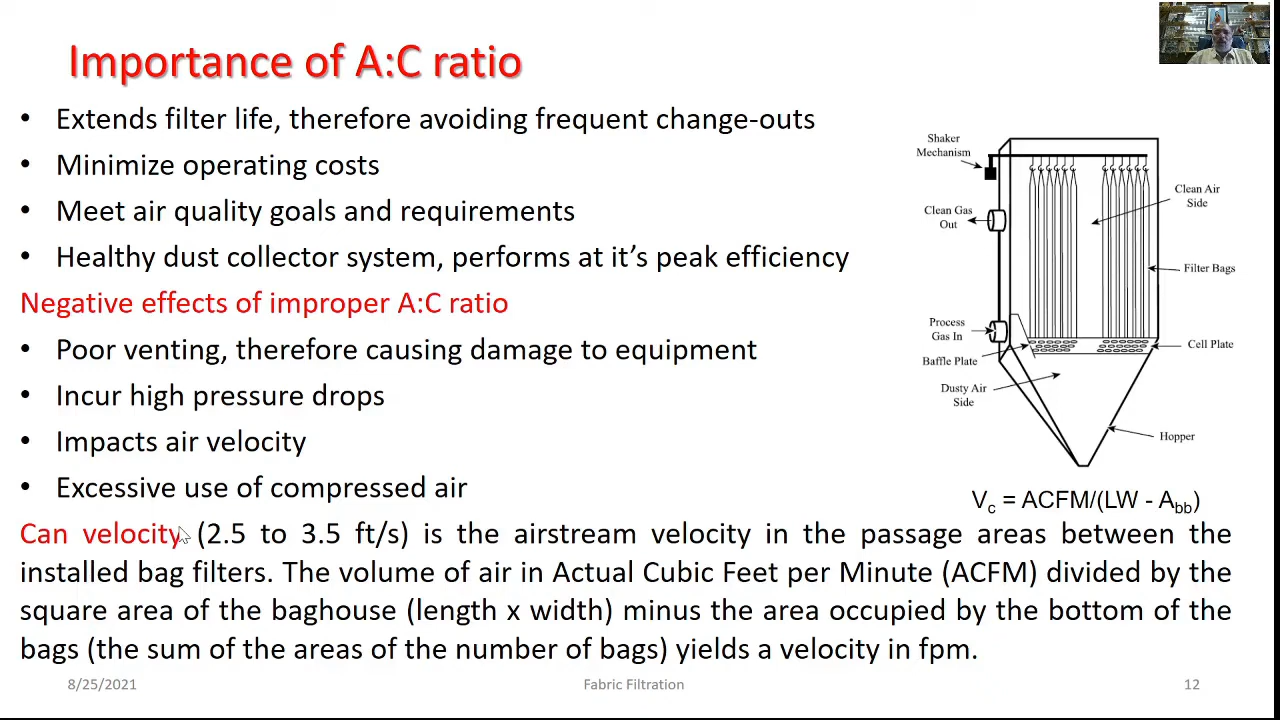 Importance of A:C ratio
• Extends filter life, therefore avoiding frequent change-outs
• Minimize operating costs
• Meet air quality goals and requirements
• Healthy dust collector system, performs at it’s peak efficiency
Negative effects of improper A:C ratio
• Poor venting, therefore causing damage to equipment
• Incur high pressure drops
• Impacts air velocity
• Excessive use of compressed air
Shaker
Mechanism
Clean Air
Side
Clean Gas
Out
Filter Bags
Process
Gas In
Cell Plate
Baffle Plate
Dusty Air
Side
Hopper
Vc = ACFM/(LW - Abb)
Can velocity (2.5 to 3.5 ft/s) is the airstream velocity in the passage areas between the
installed bag filters. The volume of air in Actual Cubic Feet per Minute (ACFM) divided by the
square area of the baghouse (length x width) minus the area occupied by the bottom of the
bags (the sum of the areas of the number of bags) yields a velocity in fpm.
8/25/2021
Fabric Filtration
12